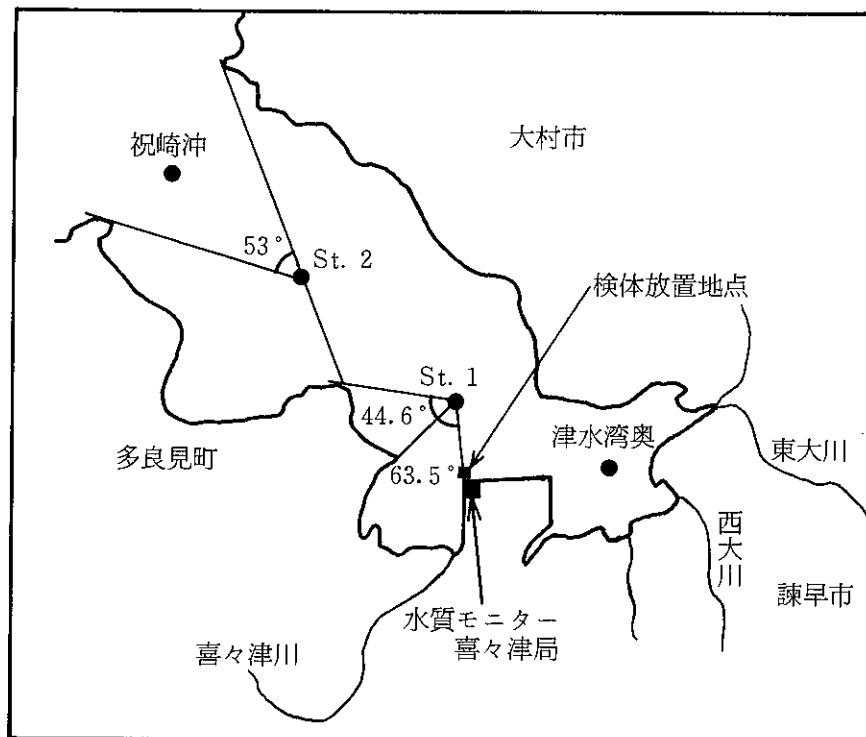 大村市
祝崎沖
53°
St. 2
検体放置地点
St. 1
44.6°
津水湾奥
多良見町
63.5°
東大川
西大川
諫早市
水質モニター
喜々津局
喜々津川